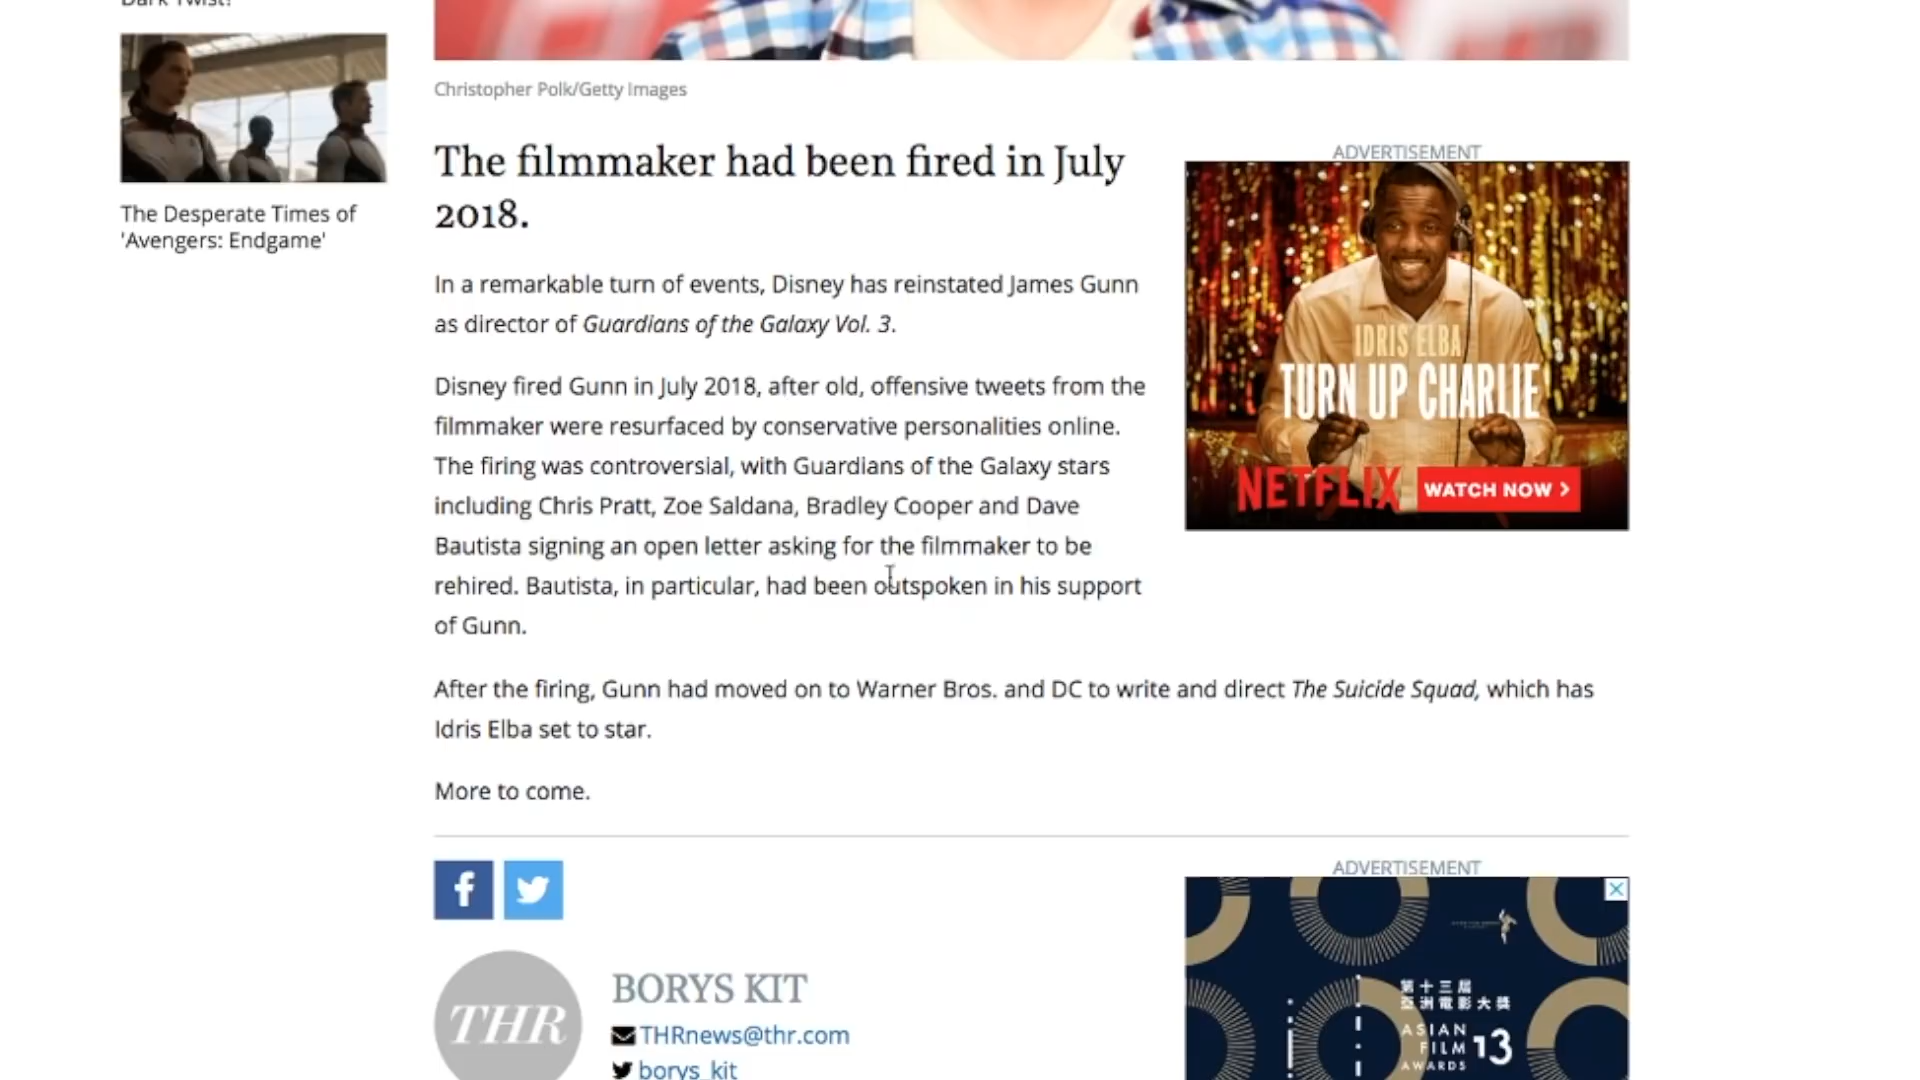 The Desperate Times of
'Avengers: Endgame'
Christopher Polk/Getty Images
The filmmaker had been fired in July
2018.
In a remarkable turn of events, Disney has reinstated James Gunn
as director of Guardians of the Galaxy Vol. 3.
Disney fired Gunn in July 2018, after old, offensive tweets from the
filmmaker were resurfaced by conservative personalities online.
The firing was controversial, with Guardians of the Galaxy stars
including Chris Pratt, Zoe Saldana, Bradley Cooper and Dave
Bautista signing an open letter asking for the filmmaker to be
rehired. Bautista, in particular, had been outspoken in his support
of Gunn.
After the firing, Gunn had moved on to Warner Bros. and DC to write and direct The Suicide Squad, which has
Idris Elba set to star.
More to come.
ADVERTISEMENT
IDRIS ELBA
TURN UP CHARLIE
NETFLIX
WATCH NOW >
THR
BORYS KIT
THRnews@thr.com
borys_kit
ADVERTISEMENT
第十三屆
亞洲電影大獎
ASIAN
FILM 13
AWARDS